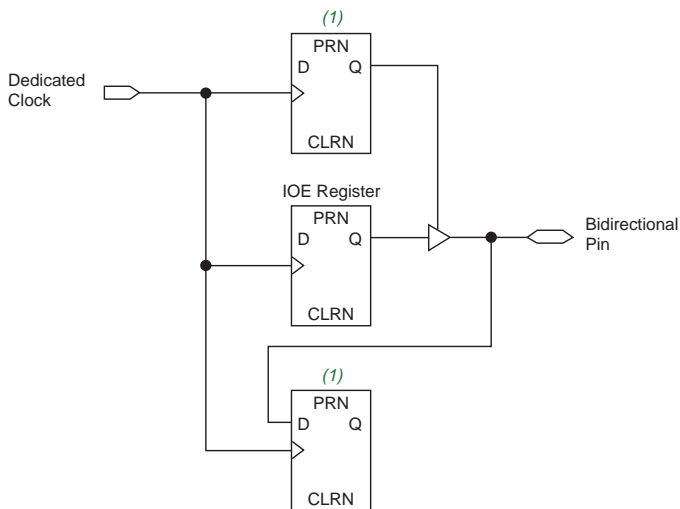 (1)
PRN
D Q
CLRN
Dedicated
Clock
IOE Register
PRN
D Q
CLRN
Bidirectional
Pin
(1)
PRN
D Q
CLRN